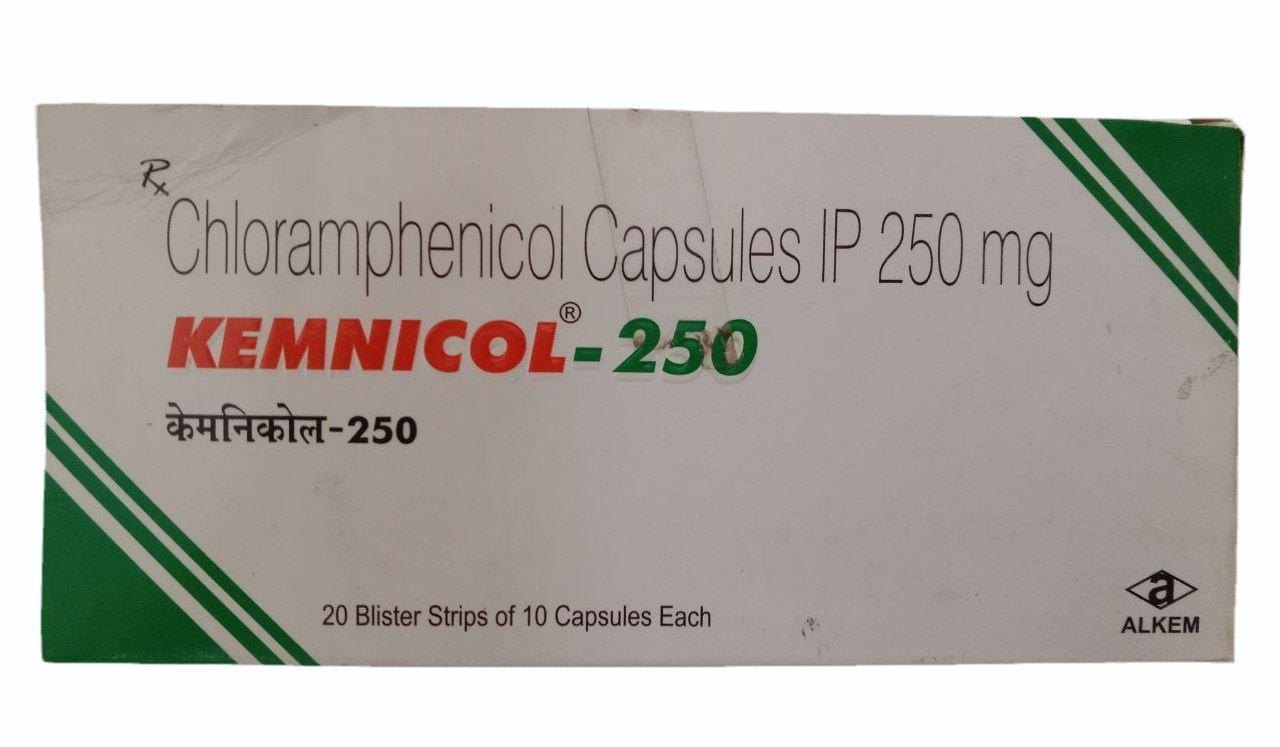 Rx
Chloramphenicol Capsules IP 250 mg
KEMNICOL®-250
केमनिकोल-250
20 Blister Strips of 10 Capsules Each
a
ALKEM